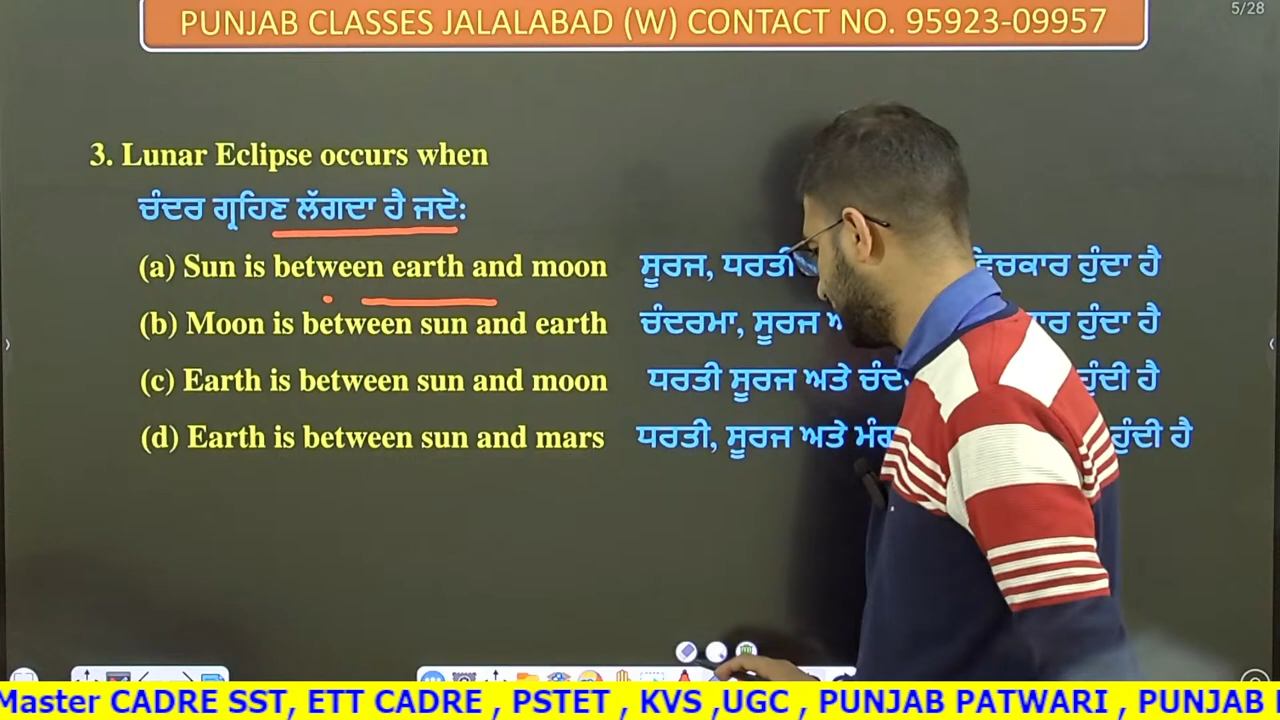 5/28
PUNJAB CLASSES JALALABAD (W) CONTACT NO. 95923-09957
3. Lunar Eclipse occurs when
ਚੰਦਰ ਗ੍ਰਹਿਣ ਲੱਗਦਾ ਹੈ ਜਦੋ:
(a) Sun is between earth and moon ਸੂਰਜ, ਧਰਤੀ ਵਿਚਕਾਰ ਹੁੰਦਾ ਹੈ
(b) Moon is between sun and earth ਚੰਦਰਮਾ, ਸੂਰਜ ਹੁੰਦਾ ਹੈ
(c) Earth is between sun and moon ਧਰਤੀ ਸੂਰਜ ਅਤੇ ਹੁੰਦੀ ਹੈ
(d) Earth is between sun and mars ਧਰਤੀ, ਸੂਰਜ ਅਤੇ ਹੁੰਦੀ ਹੈ
Master CADRE SST, ETT CADRE , PSTET , KVS ,UGC , PUNJAB PATWARI , PUNJAB